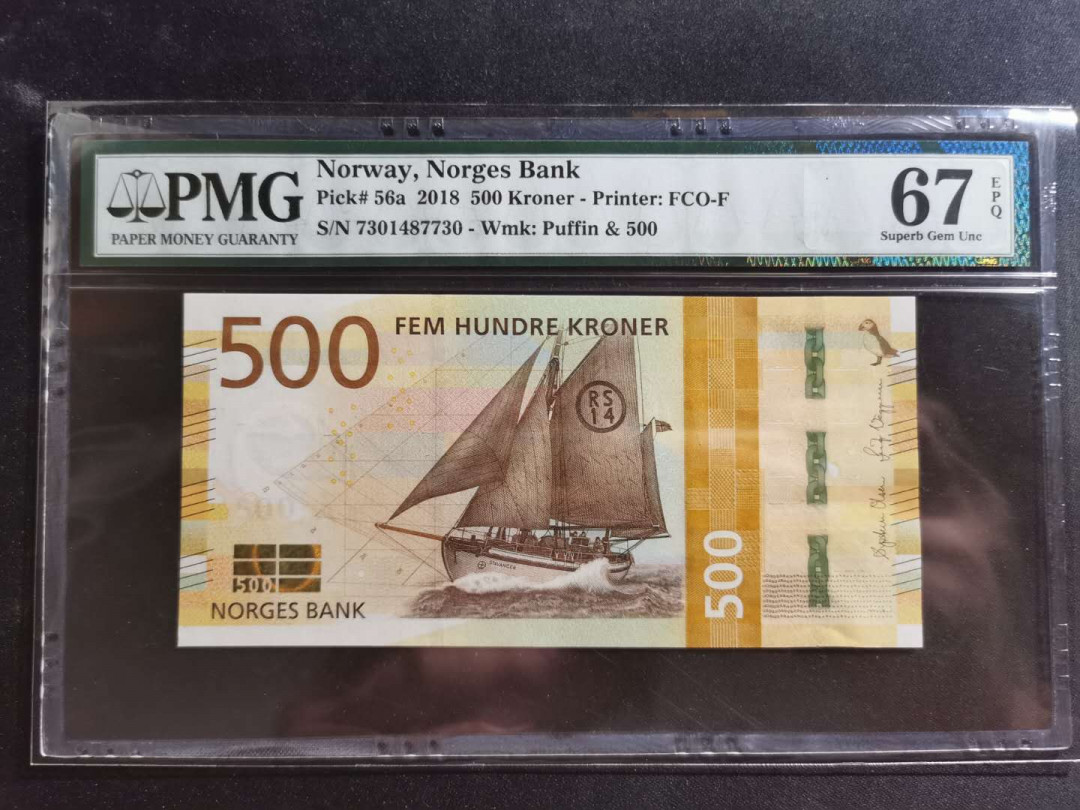 PMG
PAPER MONEY GUARANTY
Norway, Norges Bank
Pick# 56a 2018 500 Kroner - Printer: FCO-F
S/N 7301487730 - Wmk: Puffin & 500
67
EPQ
Superb Gem Unc
500
FEM HUNDRE KRONER
RS
14
500
NORGES BANK
500